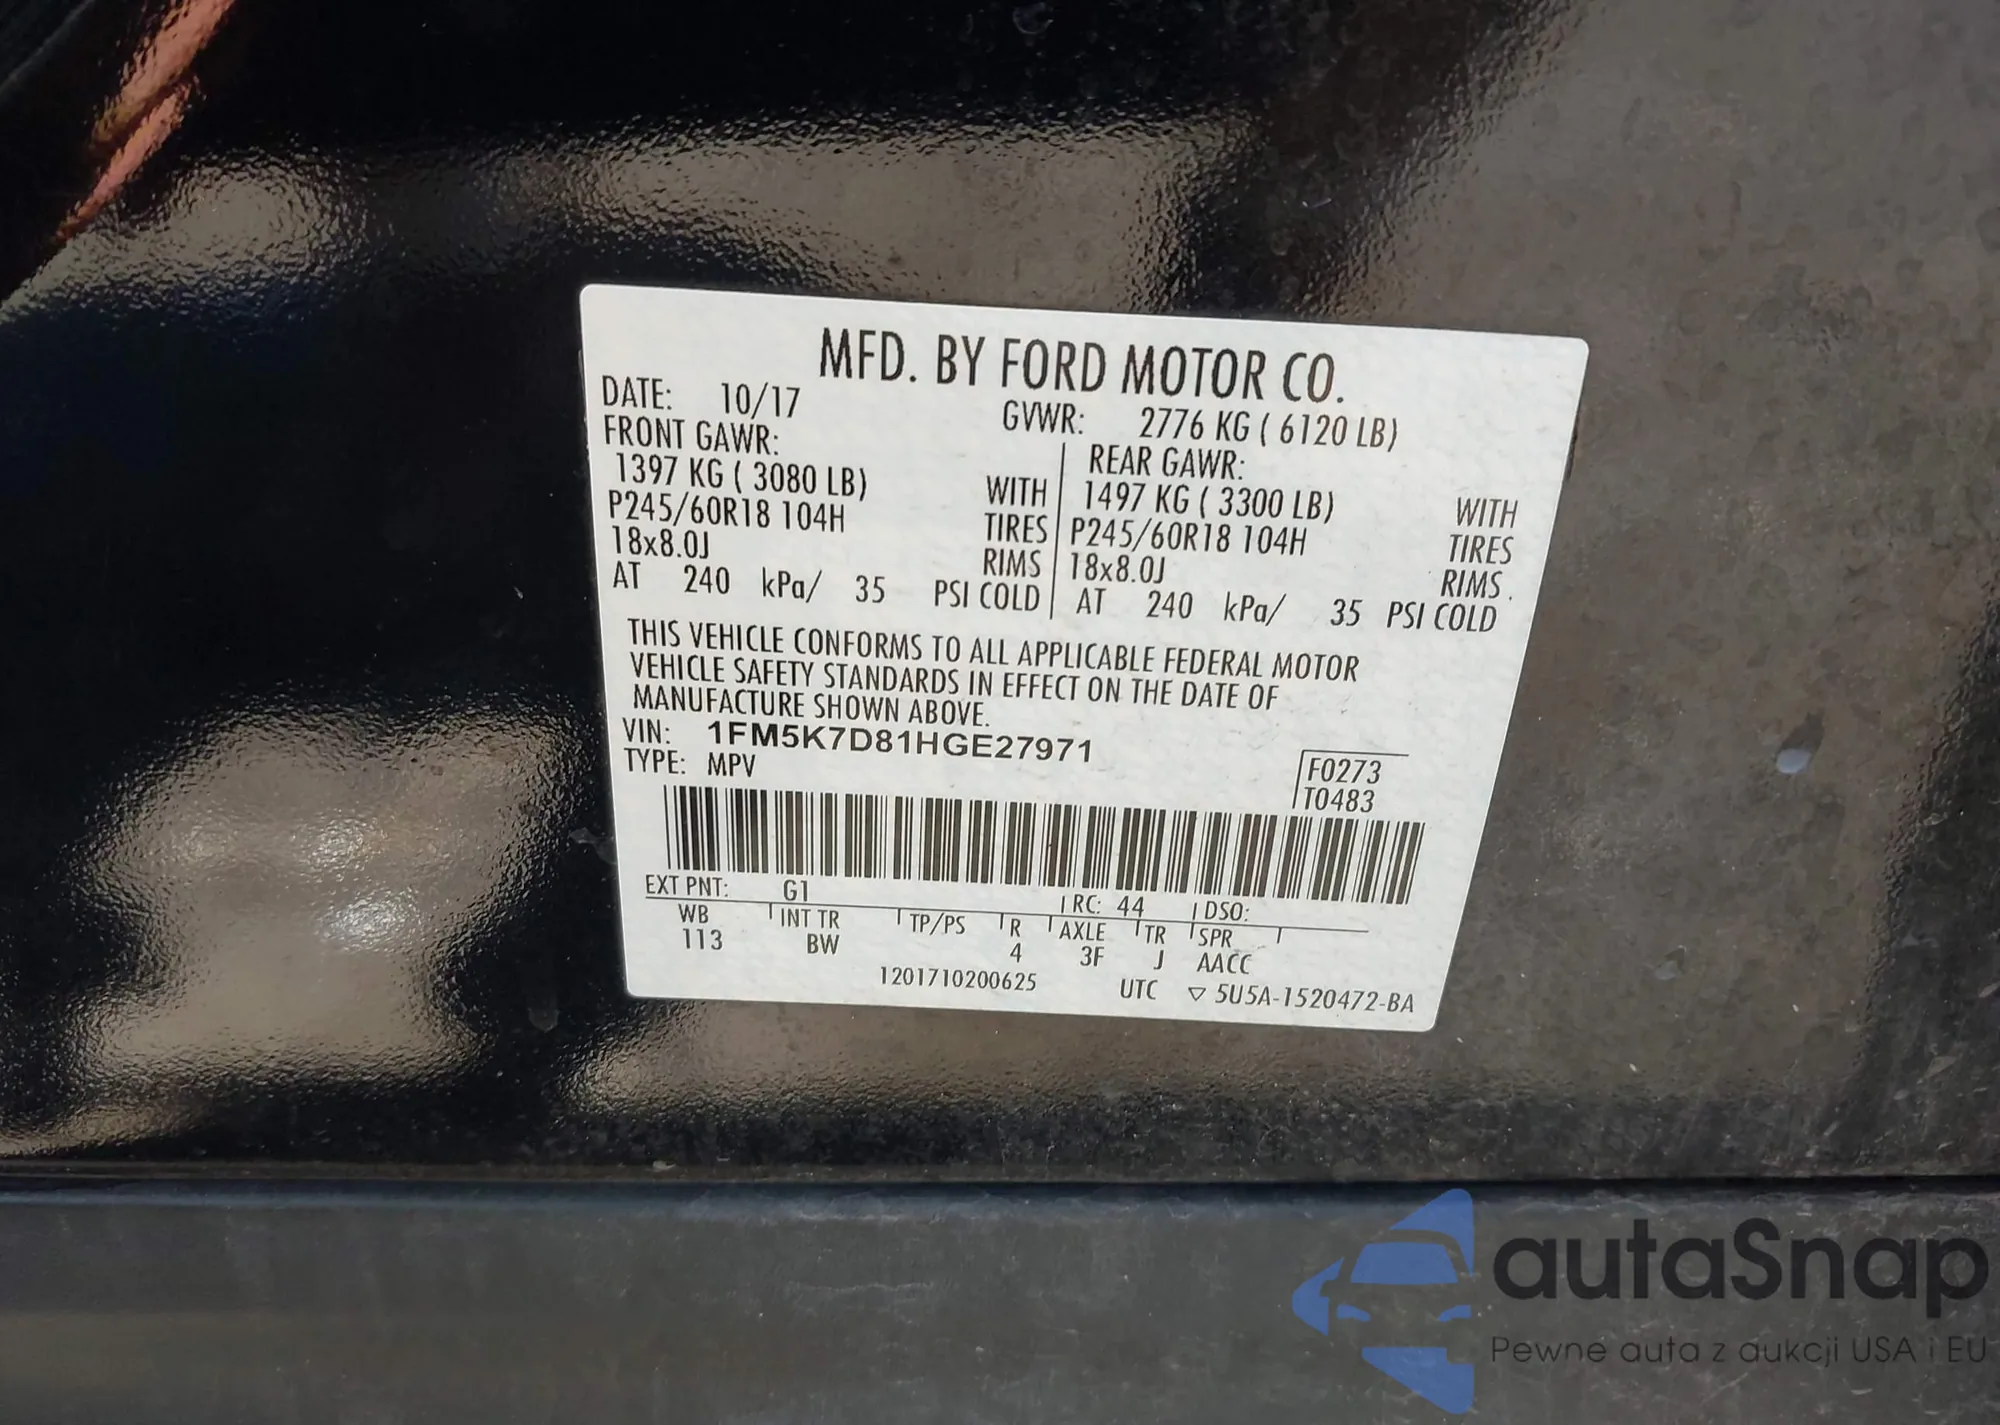 MFD. BY FORD MOTOR CO.
DATE: 10/17
GVWR: 2776 KG ( 6120 LB)
FRONT GAWR:
1397 KG ( 3080 LB) WITH
P245/60R18 104H TIRES
18x8.0J RIMS
AT 240 kPa/ 35 PSI COLD
REAR GAWR:
1497 KG ( 3300 LB) WITH
P245/60R18 104H TIRES
18x8.0J RIMS
AT 240 kPa/ 35 PSI COLD
THIS VEHICLE CONFORMS TO ALL APPLICABLE FEDERAL MOTOR
VEHICLE SAFETY STANDARDS IN EFFECT ON THE DATE OF
MANUFACTURE SHOWN ABOVE.
VIN: 1FM5K7D81HGE27971
TYPE: MPV
F0273
T0483
EXT PNT: G1 RC: 44 DSO:
WB INT TR TP/PS R AXLE TR SPR
113 BW 4 3F J AACC
1201710200625 UTC ▽ 5U5A-1520472-BA
autaSnap
Pewne auta z aukcji USA i EU